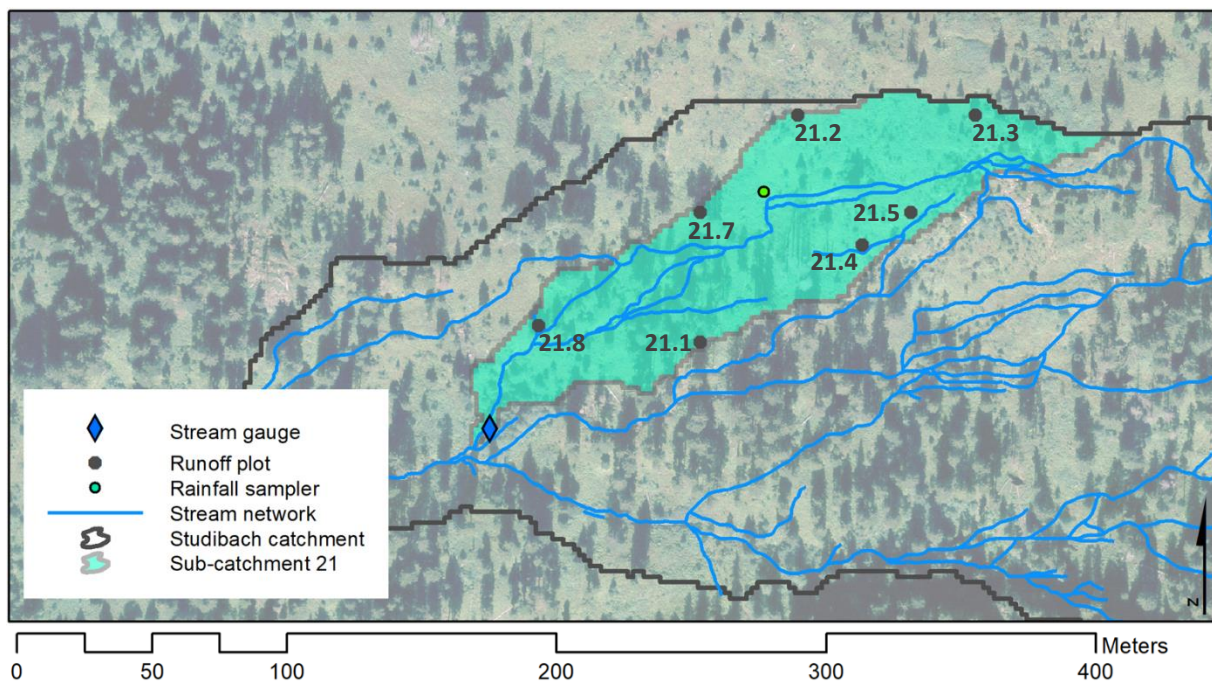 21.2
21.3
21.7
21.5
21.4
21.8
21.1
Stream gauge
Runoff plot
Rainfall sampler
Stream network
Studibach catchment
Sub-catchment 21
N
Meters
0
50
100
200
300
400